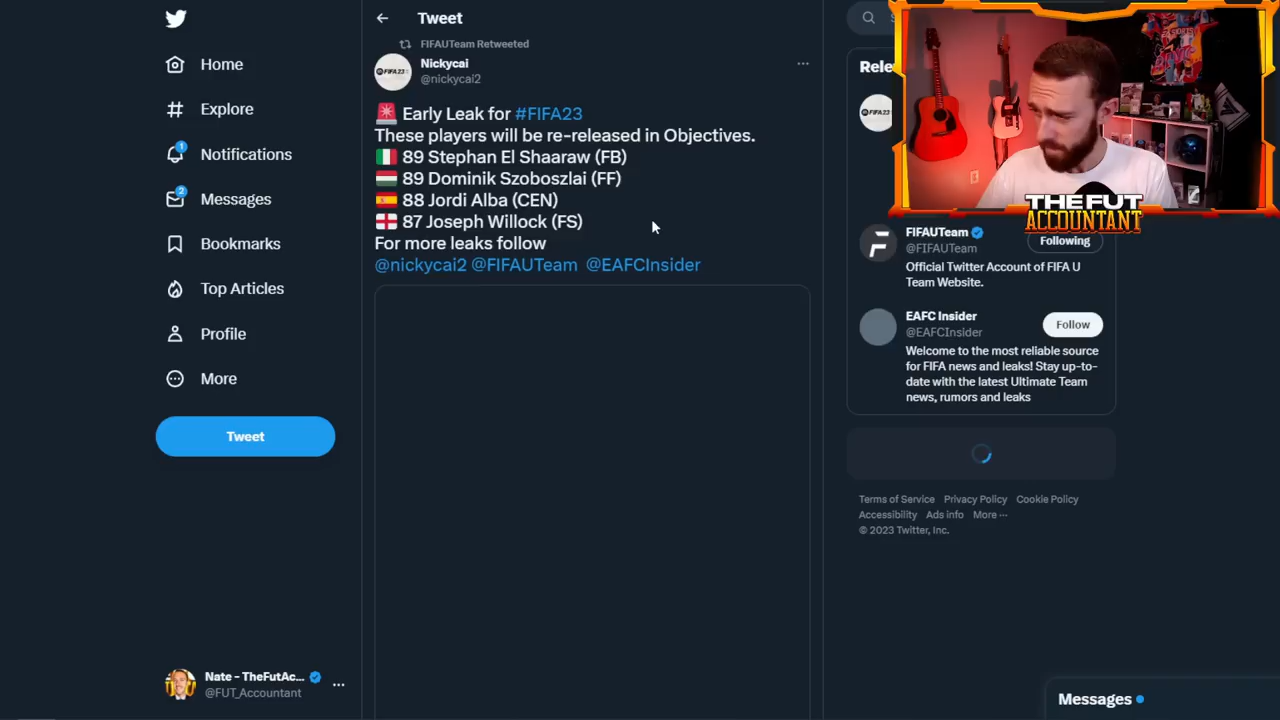 Home
Explore
1
Notifications
2
Messages
Bookmarks
Top Articles
Profile
More
Tweet
Nate - TheFutAc...
@FUT_Accountant
Tweet
FIFAUTeam Retweeted
Nickycai
@nickycai2
Early Leak for #FIFA23
These players will be re-released in Objectives.
89 Stephan El Shaaraw (FB)
89 Dominik Szoboszlai (FF)
88 Jordi Alba (CEN)
87 Joseph Willock (FS)
For more leaks follow
@nickycai2 @FIFAUTeam @EAFCInsider
THE FUT
ACCOUNTANT
FIFAUTeam
@FIFAUTeam
Following
Official Twitter Account of FIFA U
Team Website.
EAFC Insider
@EAFCInsider
Follow
Welcome to the most reliable source
for FIFA news and leaks! Stay up-to-
date with the latest Ultimate Team
news, rumors and leaks
Terms of Service Privacy Policy Cookie Policy
Accessibility Ads info More ...
© 2023 Twitter, Inc.
Messages